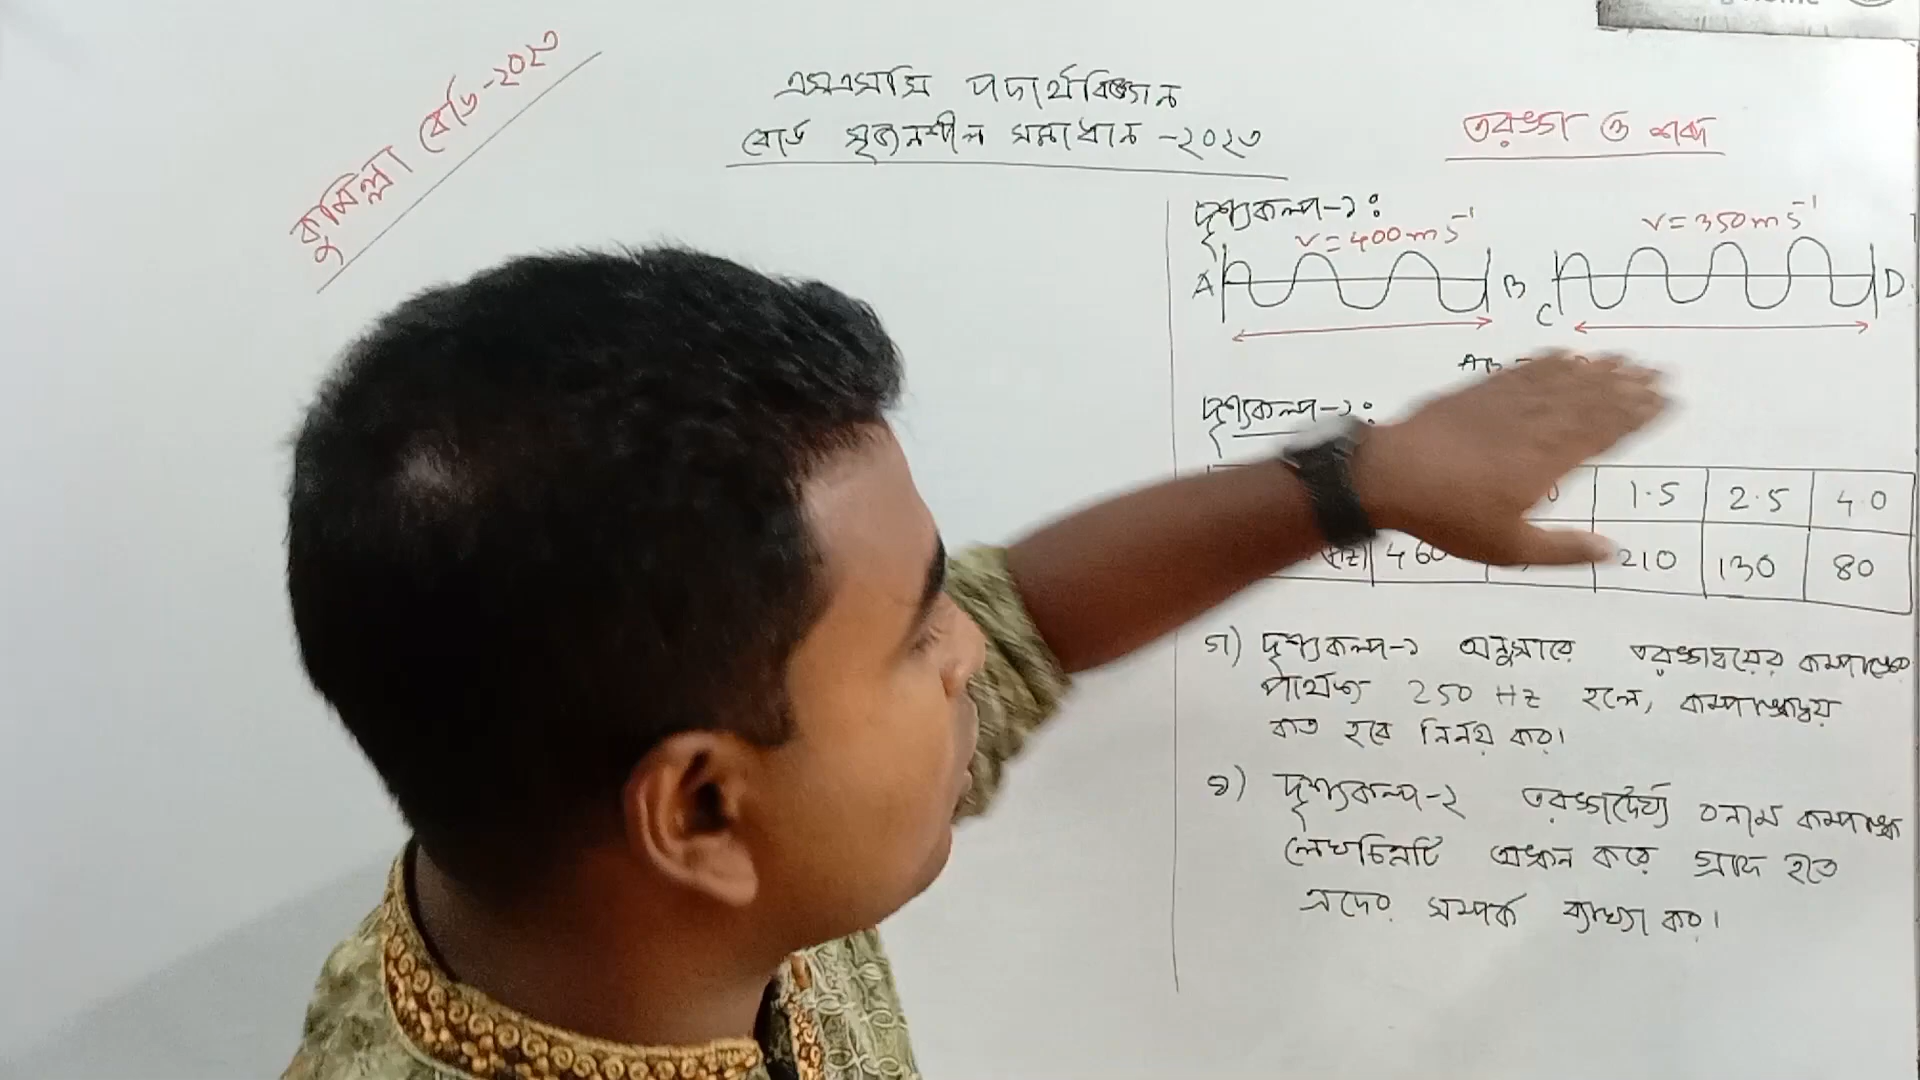 কুমিল্লা বোর্ড-২০২৩
এসএসসি পদার্থবিজ্ঞান
বোর্ড সৃজনশীল সমাধান -২০২৩
তরঙ্গ ও শব্দ
দৃশ্যকল্প-১:
v = 400 ms⁻¹
v = 350 ms⁻¹
A
B
C
D
দৃশ্যকল্প-২:
1.5 2.5 4.0
(Hz) 460 210 130 80
গ) দৃশ্যকল্প-১ অনুসারে তরঙ্গদ্বয়ের কম্পাঙ্কের
পার্থক্য 250 Hz হলে, কম্পাঙ্কদ্বয়
কত হবে নির্ণয় কর।
ঘ) দৃশ্যকল্প-২ তরঙ্গদৈর্ঘ্য বনাম কম্পাঙ্ক
লেখচিত্রটি অঙ্কন করে গ্রাফ হতে
এদের সম্পর্ক ব্যাখ্যা কর।